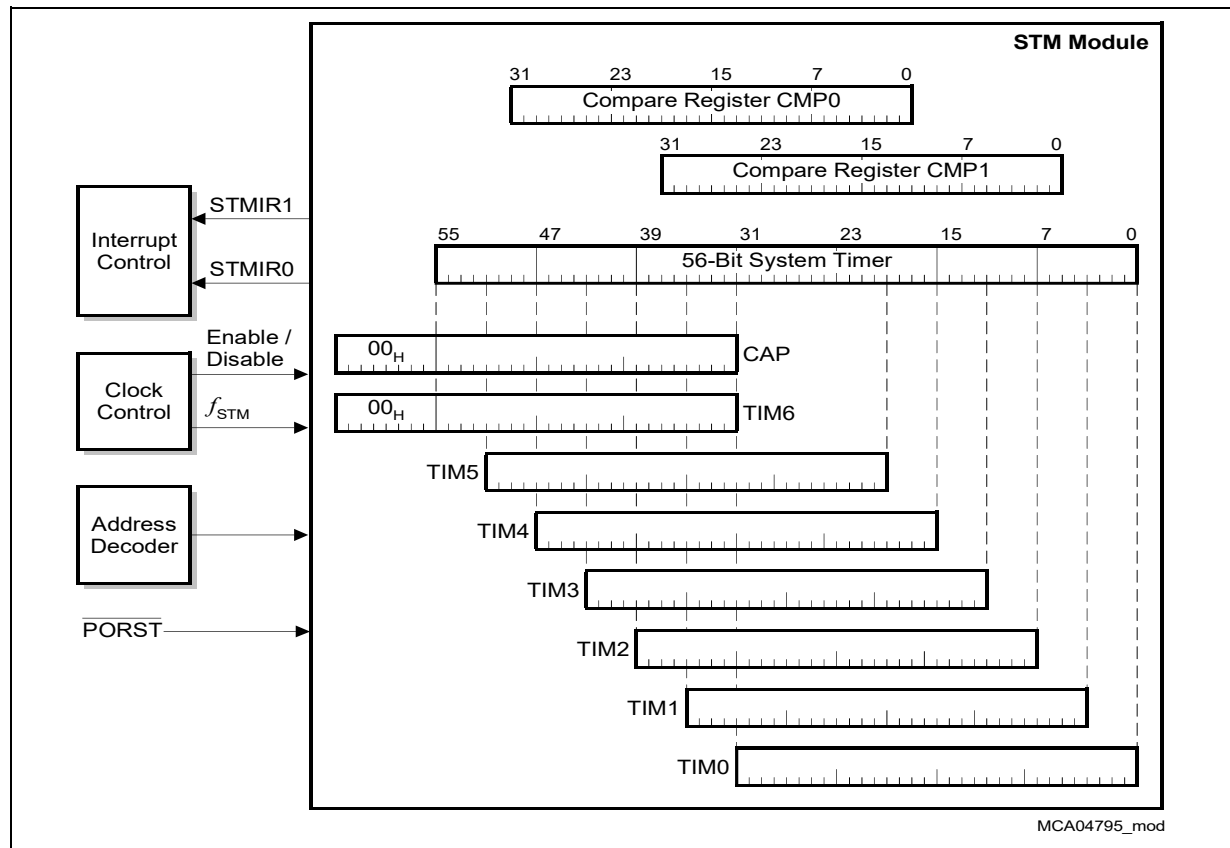 STM Module
31 23 15 7 0
Compare Register CMP0
31 23 15 7 0
Compare Register CMP1
STMIR1
Interrupt
Control
STMIR0
55 47 39 31 23 15 7 0
56-Bit System Timer
Enable /
Disable
00H
CAP
Clock
Control
fSTM
00H
TIM6
TIM5
Address
Decoder
TIM4
TIM3
PORST
TIM2
TIM1
TIM0
MCA04795_mod